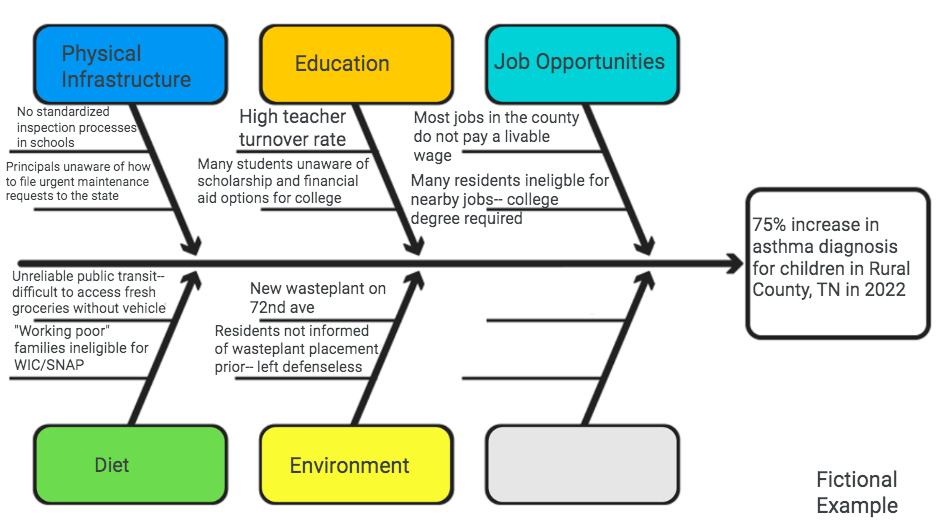 Physical
Infrastructure
Education
Job Opportunities
No standardized
inspection processes
in schools
Principals unaware of how
to file urgent maintenance
requests to the state
High teacher
turnover rate
Many students unaware of
scholarship and financial
aid options for college
Most jobs in the county
do not pay a livable
wage
Many residents ineligble for
nearby jobs-- college
degree required
75% increase in
asthma diagnosis
for children in Rural
County, TN in 2022
Unreliable public transit--
difficult to access fresh
groceries without vehicle
"Working poor"
families ineligible for
WIC/SNAP
New wasteplant on
72nd ave
Residents not informed
of wasteplant placement
prior-- left defenseless
Diet
Environment
Fictional
Example